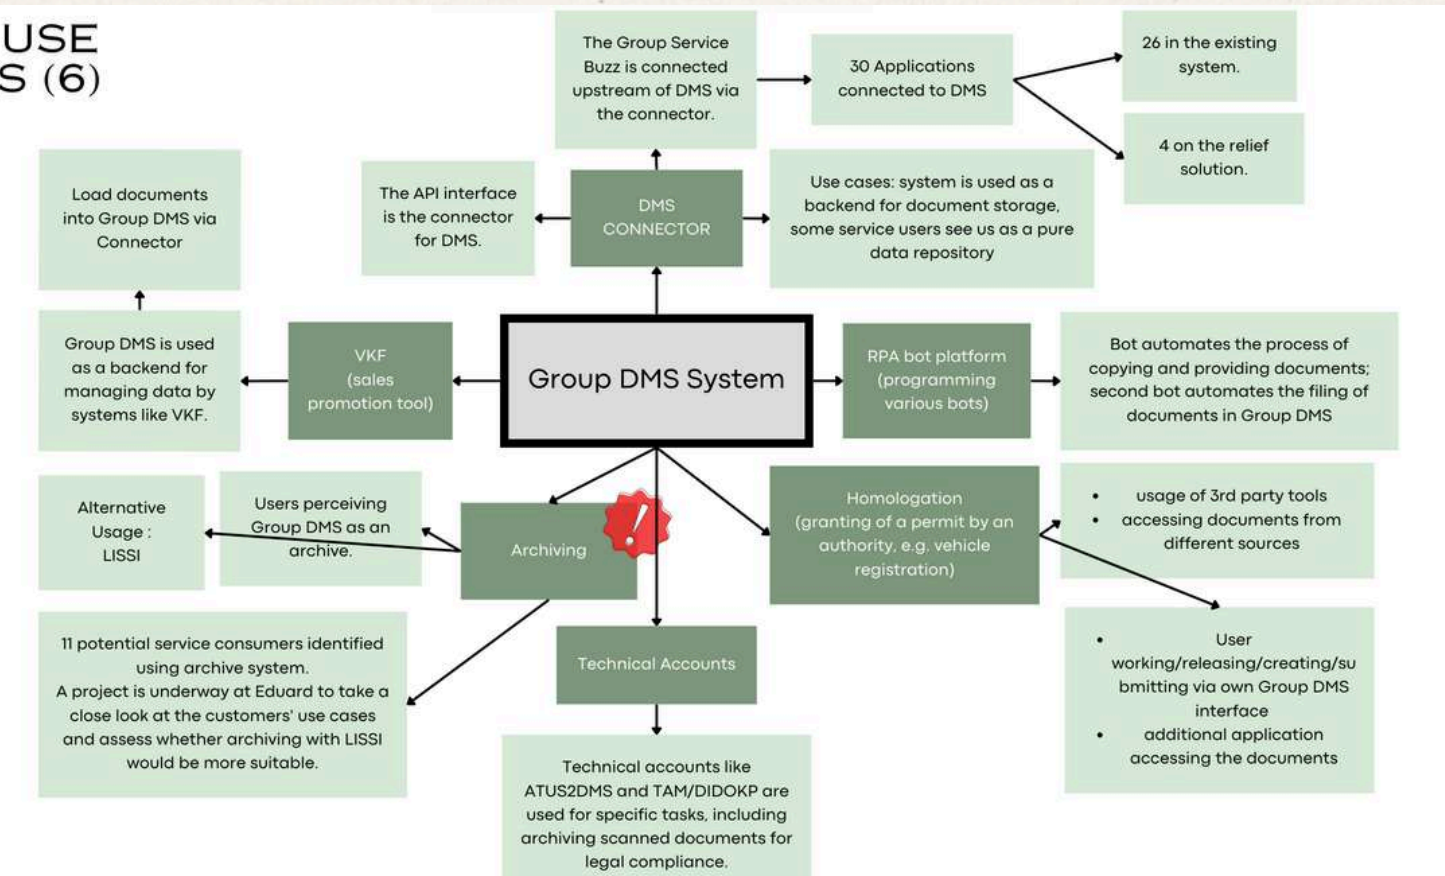 USE
S (6)
The Group Service
Buzz is connected
upstream of DMS via
the connector.
30 Applications
connected to DMS
26 in the existing
system.
4 on the relief
solution.
Load documents
into Group DMS via
Connector
The API interface
is the connector
for DMS.
DMS
CONNECTOR
Use cases: system is used as a
backend for document storage,
some service users see us as a pure
data repository
Group DMS is used
as a backend for
managing data by
systems like VKF.
VKF
(sales
promotion tool)
Group DMS System
RPA bot platform
(programming
various bots)
Bot automates the process of
copying and providing documents;
second bot automates the filing of
documents in Group DMS
Alternative
Usage :
LISSI
Users perceiving
Group DMS as an
archive.
Archiving
!
Homologation
(granting of a permit by an
authority, e.g. vehicle
registration)
• usage of 3rd party tools
• accessing documents from
different sources
11 potential service consumers identified
using archive system.
A project is underway at Eduard to take a
close look at the customers' use cases
and assess whether archiving with LISSI
would be more suitable.
Technical Accounts
• User
working/releasing/creating/su
bmitting via own Group DMS
interface
• additional application
accessing the documents
Technical accounts like
ATUS2DMS and TAM/DIDOKP are
used for specific tasks, including
archiving scanned documents for
legal compliance.